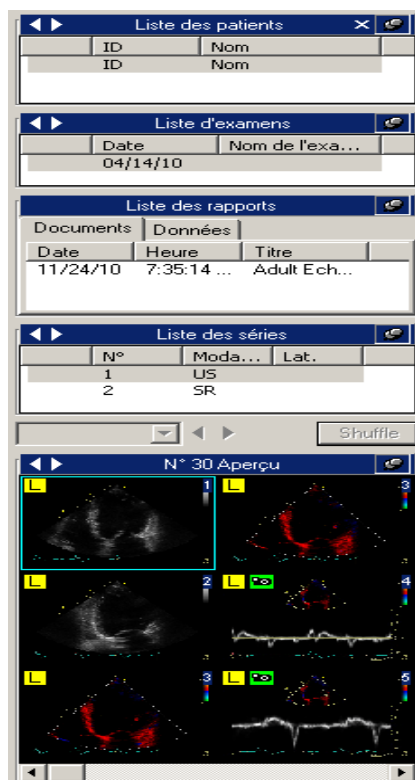 Liste des patients
ID Nom
ID Nom
Liste d'examens
Date Nom de l'exa...
04/14/10
Liste des rapports
Documents Données
Date Heure Titre
11/24/10 7:35:14 ... Adult Ech...
Liste des séries
N° Moda... Lat.
1 US
2 SR
Shuffle
N° 30 Aperçu
L 1 L 3
L 2 L 4
L 3 L 5